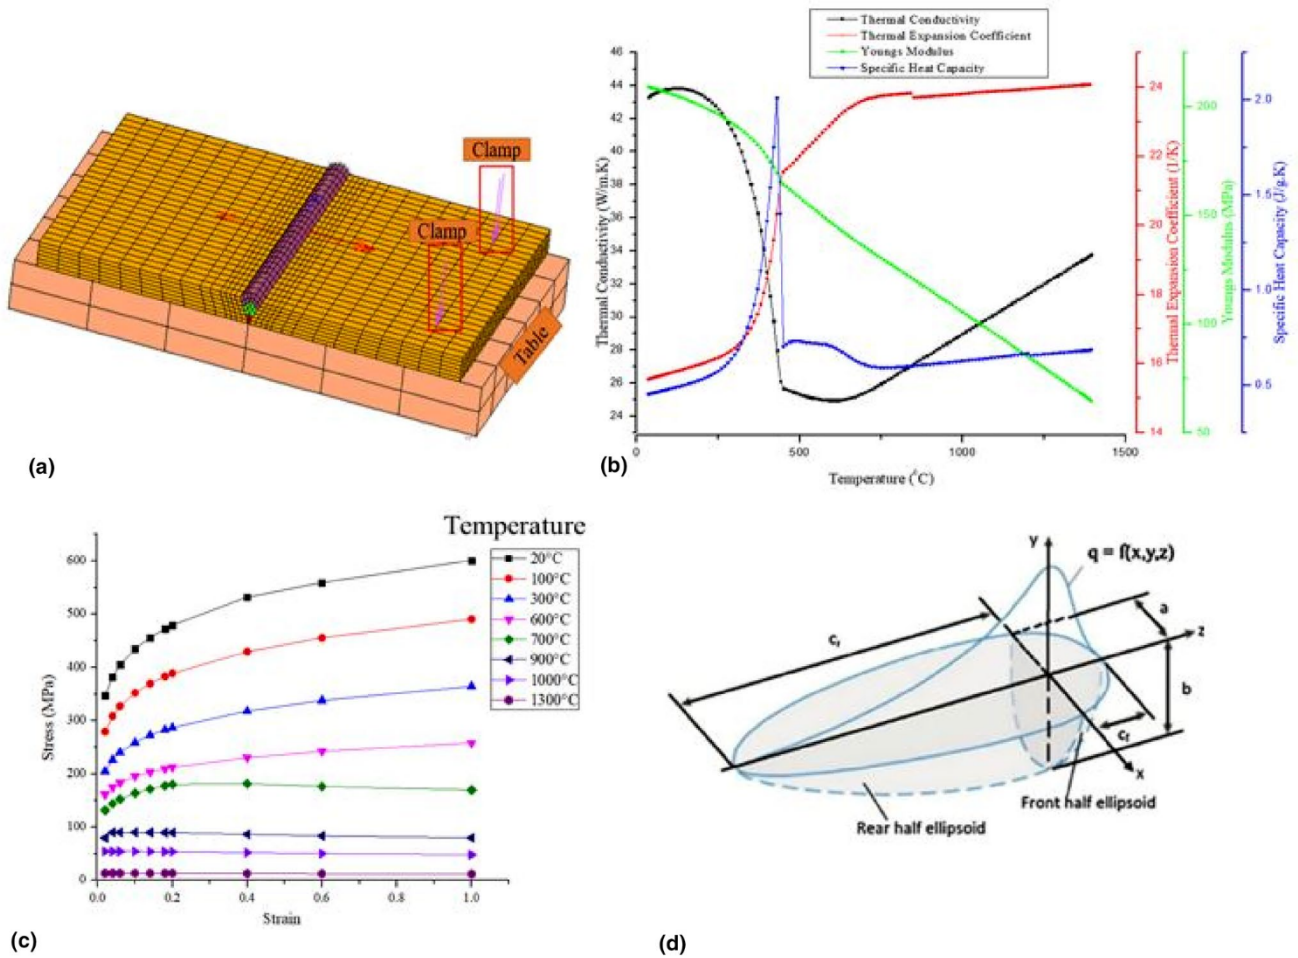 (a)
Clamp
Clamp
Table
Thermal Conductivity
Thermal Expansion Coefficient
Youngs Modulus
Specific Heat Capacity
46
44
42
40
38
36
34
32
30
28
26
24
Thermal Conductivity (W/m.K)
24
22
20
18
16
14
Thermal Expansion Coefficient (1/K)
200
150
100
50
Youngs Modulus (MPa)
2.0
1.5
1.0
0.5
Specific Heat Capacity (J/g.K)
0
500
1000
1500
Temperature (°C)
(a)
(b)
Temperature
20°C
100°C
300°C
600°C
700°C
900°C
1000°C
1300°C
600
500
400
300
200
100
0
Stress (MPa)
0.0
0.2
0.4
0.6
0.8
1.0
Strain
(c)
y
q = f(x,y,z)
a
z
cr
b
cf
x
Front half ellipsoid
Rear half ellipsoid
(d)